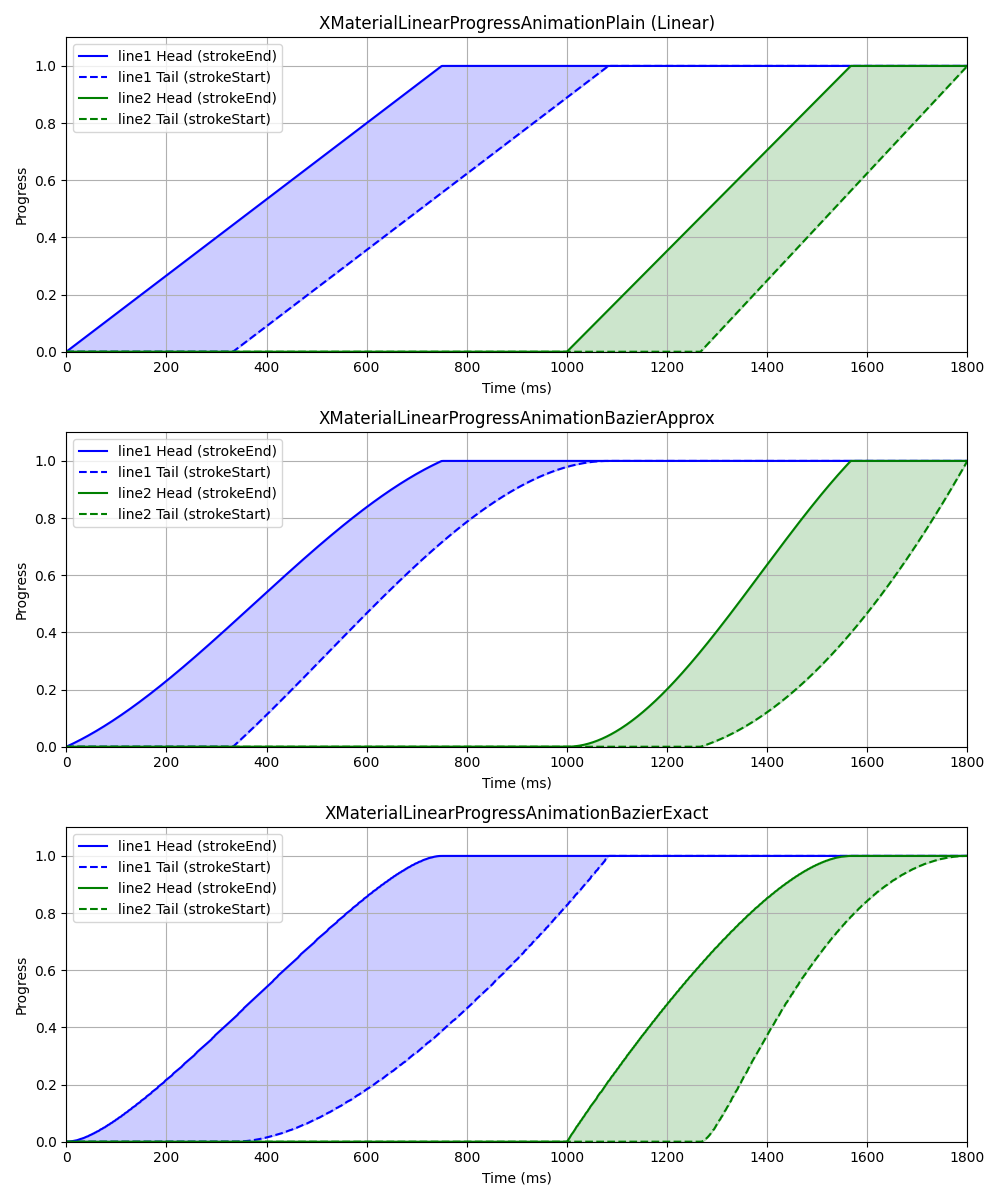 XMaterialLinearProgressAnimationPlain (Linear)
line1 Head (strokeEnd)
line1 Tail (strokeStart)
line2 Head (strokeEnd)
line2 Tail (strokeStart)
1.0
0.8
0.6
0.4
0.2
0.0
Progress
0 200 400 600 800 1000 1200 1400 1600 1800
Time (ms)
XMaterialLinearProgressAnimationBazierApprox
line1 Head (strokeEnd)
line1 Tail (strokeStart)
line2 Head (strokeEnd)
line2 Tail (strokeStart)
1.0
0.8
0.6
0.4
0.2
0.0
Progress
0 200 400 600 800 1000 1200 1400 1600 1800
Time (ms)
XMaterialLinearProgressAnimationBazierExact
line1 Head (strokeEnd)
line1 Tail (strokeStart)
line2 Head (strokeEnd)
line2 Tail (strokeStart)
1.0
0.8
0.6
0.4
0.2
0.0
Progress
0 200 400 600 800 1000 1200 1400 1600 1800
Time (ms)